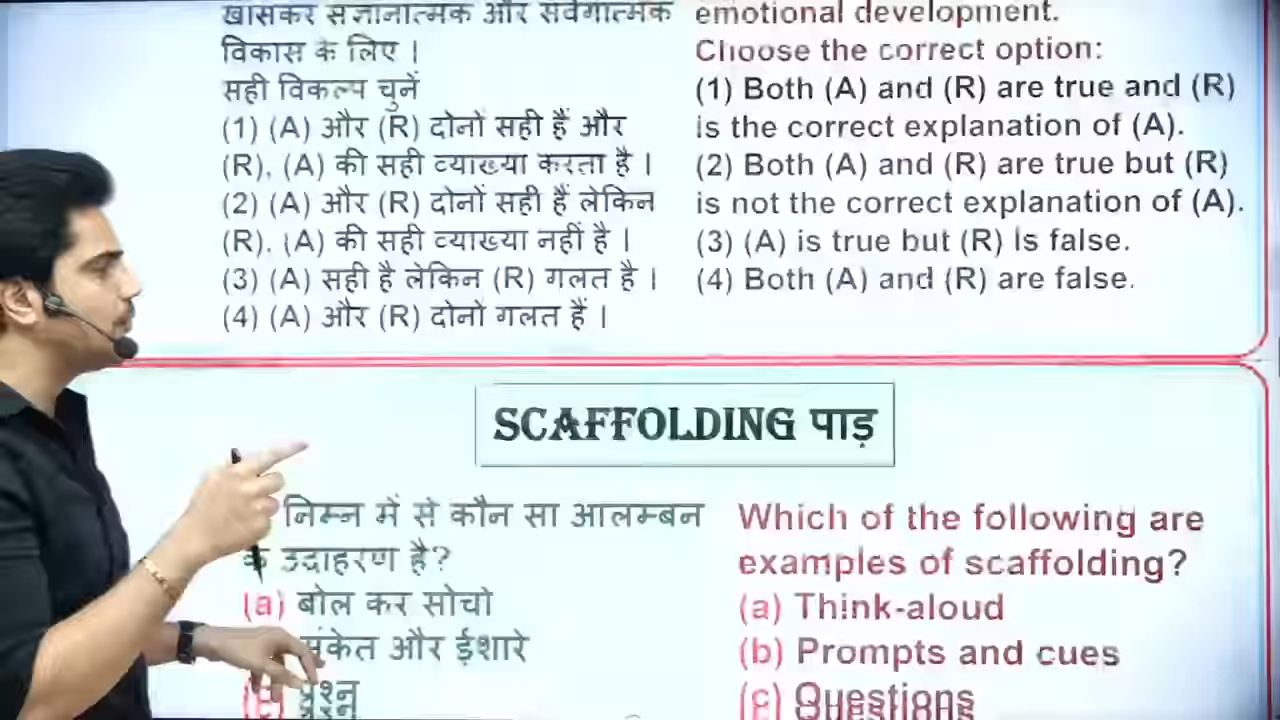 खासकर संज्ञानात्मक और संवेगात्मक
विकास के लिए |
सही विकल्प चुनें
(1) (A) और (R) दोनों सही हैं और
(R), (A) की सही व्याख्या करता है |
(2) (A) और (R) दोनों सही हैं लेकिन
(R), (A) की सही व्याख्या नहीं है |
(3) (A) सही है लेकिन (R) गलत है |
(4) (A) और (R) दोनों गलत हैं |
emotional development.
Choose the correct option:
(1) Both (A) and (R) are true and (R)
is the correct explanation of (A).
(2) Both (A) and (R) are true but (R)
is not the correct explanation of (A).
(3) (A) is true but (R) is false.
(4) Both (A) and (R) are false.
SCAFFOLDING पाड़
निम्न में से कौन सा आलम्बन
के उदाहरण है?
(a) बोल कर सोचो
संकेत और ईशारे
प्रश्न
Which of the following are
examples of scaffolding?
(a) Think-aloud
(b) Prompts and cues
(c) Questions